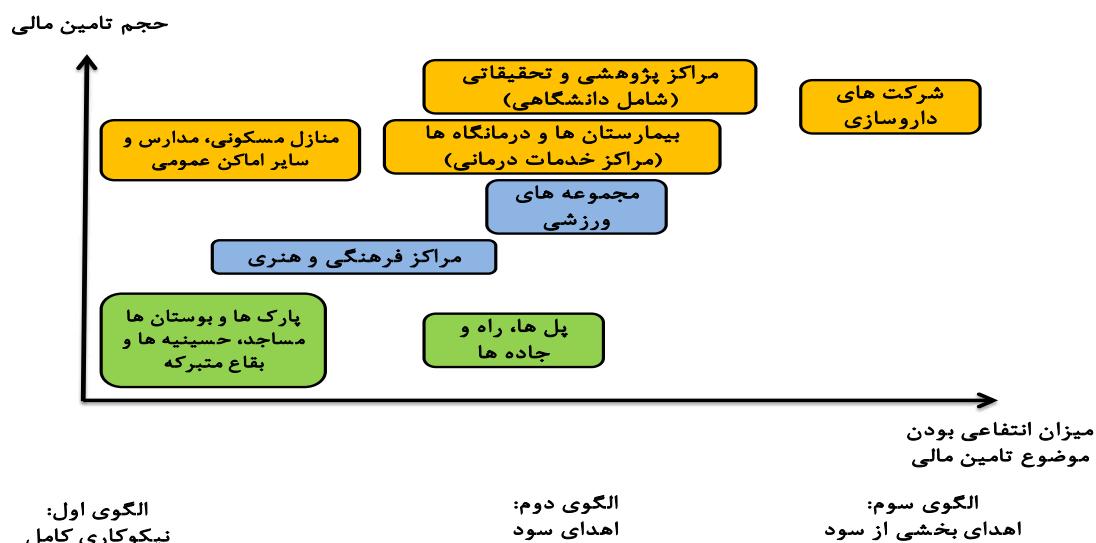 حجم تامین مالی
مراکز پژوهشی و تحقیقاتی
(شامل دانشگاهی)
شرکت های
داروسازی
منازل مسکونی، مدارس و
سایر اماکن عمومی
بیمارستان ها و درمانگاه ها
(مراکز خدمات درمانی)
مجموعه های
ورزشی
مراکز فرهنگی و هنری
پارک ها و بوستان ها
مساجد، حسینیه ها و
بقاع متبرکه
پل ها، راه و
جاده ها
میزان انتفاعی بودن
موضوع تامین مالی
الگوی سوم:
اهدای بخشی از سود
الگوی دوم:
اهدای سود
الگوی اول:
نیکوکاری کامل